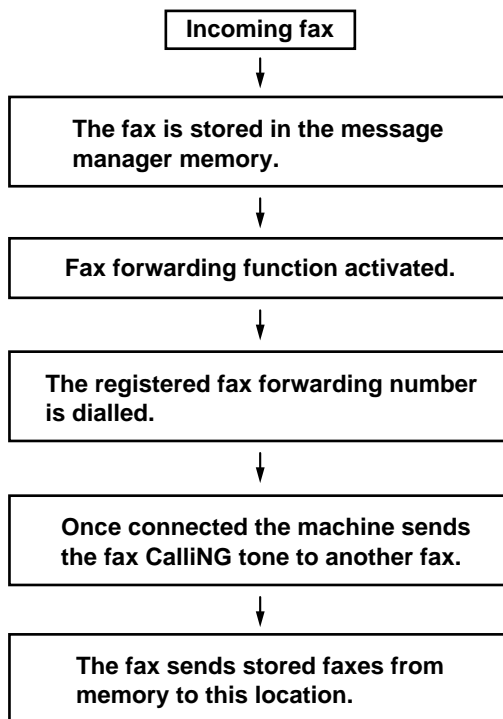 Incoming fax
The fax is stored in the message
manager memory.
Fax forwarding function activated.
The registered fax forwarding number
is dialled.
Once connected the machine sends
the fax CalliNG tone to another fax.
The fax sends stored faxes from
memory to this location.